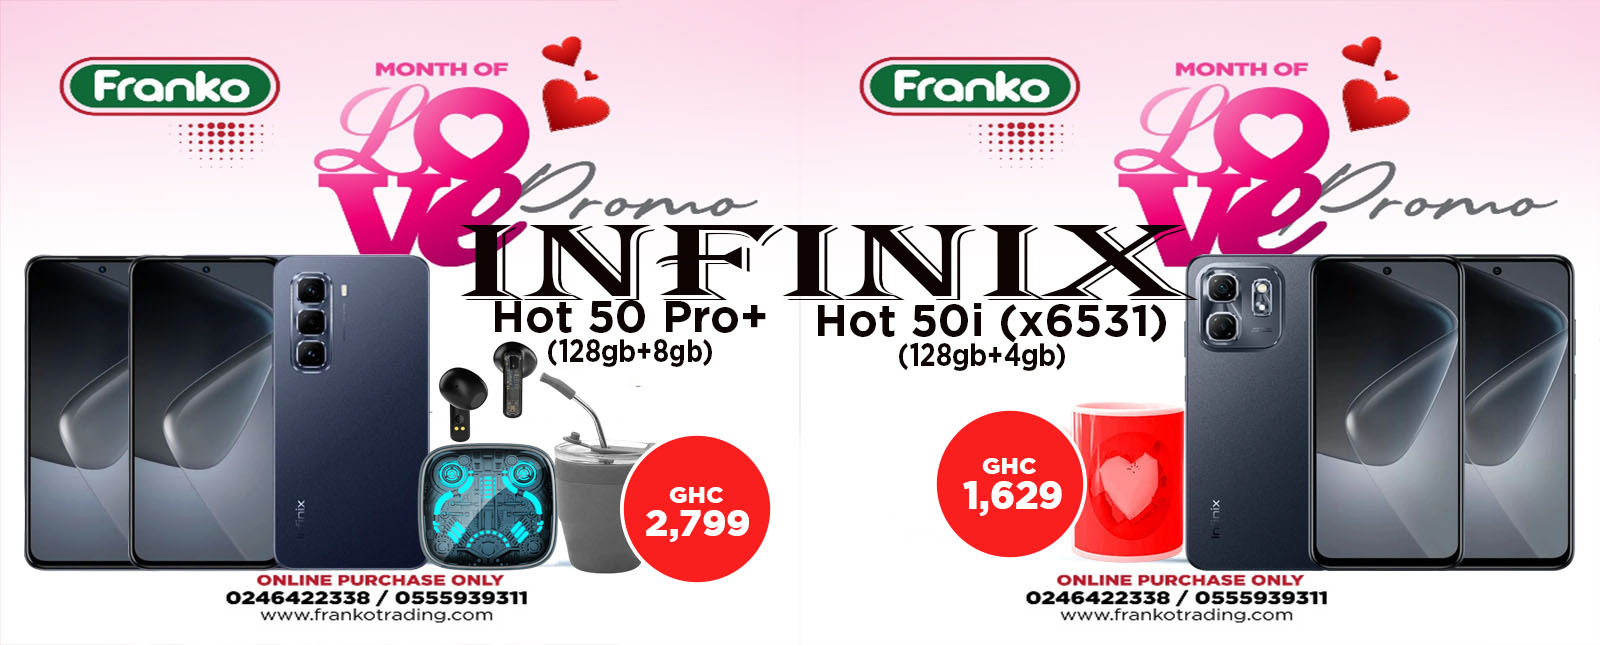 Franko
MONTH OF
LOVE
Promo
Franko
MONTH OF
LOVE
Promo
INFINIX
Hot 50 Pro+
(128gb+8gb)
Hot 50i (x6531)
(128gb+4gb)
Infinix
GHC
2,799
GHC
1,629
Infinix
ONLINE PURCHASE ONLY
0246422338 / 0555939311
www.frankotrading.com
ONLINE PURCHASE ONLY
0246422338 / 0555939311
www.frankotrading.com